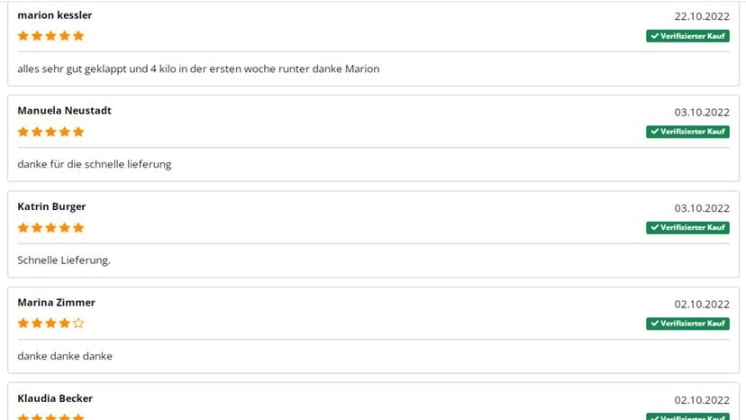 marion kessler 22.10.2022
Verifizierter Kauf
alles sehr gut geklappt und 4 kilo in der ersten woche runter danke Marion
Manuela Neustadt 03.10.2022
Verifizierter Kauf
danke für die schnelle lieferung
Katrin Burger 03.10.2022
Verifizierter Kauf
Schnelle Lieferung.
Marina Zimmer 02.10.2022
Verifizierter Kauf
danke danke danke
Klaudia Becker 02.10.2022
Verifizierter Kauf